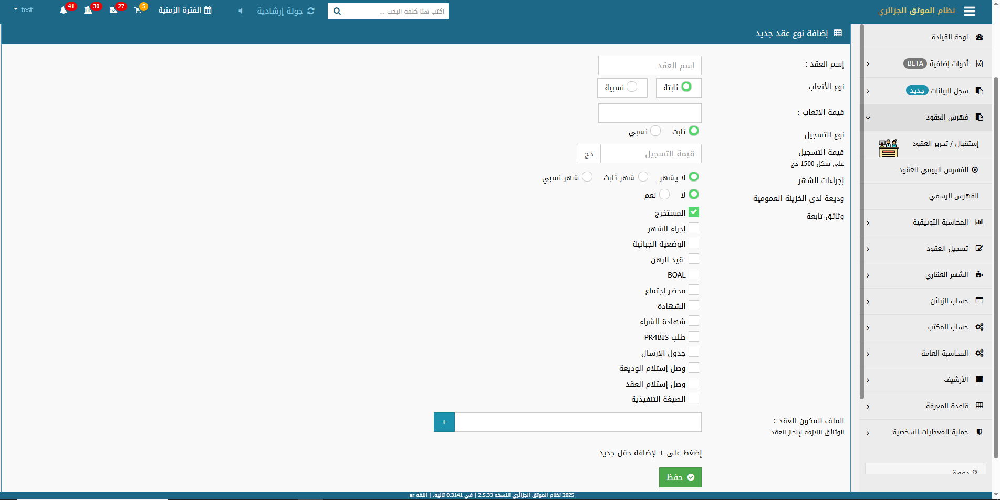 نظام الموثق الجزائري
اكتب هنا كلمة البحث ...
جولة إرشادية
الفترة الزمنية
5
27
30
41
test
لوحة القيادة
أدوات إضافية BETA
سجل البيانات جديد
فهرس العقود
إستقبال / تحرير العقود
الفهرس اليومي للعقود
الفهرس الرسمي
المحاسبة التوثيقية
تسجيل العقود
الشهر العقاري
حساب الزبائن
حساب المكتب
المحاسبة العامة
الأرشيف
قاعدة المعرفة
حماية المعطيات الشخصية
دعوة
إضافة نوع عقد جديد
إسم العقد :
إسم العقد
نوع الأتعاب
ثابتة نسبية
قيمة الاتعاب :
نوع التسجيل
ثابت نسبي
قيمة التسجيل
على شكل 1500 دج
قيمة التسجيل دج
إجراءات الشهر
لا يشهر شهر ثابث شهر نسبي
وديعة لدى الخزينة العمومية
لا نعم
وثائق تابعة
المستخرج
إجراء الشهر
الوضعية الجبائية
قيد الرهن
BOAL
محضر إجتماع
الشهادة
شهادة الشراء
طلب PR4BIS
جدول الإرسال
وصل إستلام الوديعة
وصل إستلام العقد
الصيغة التنفيذية
الملف المكون للعقد :
الوثائق اللازمة لإنجاز العقد
+
إضغط على + لإضافة حقل جديد
حفظ
2025 نظام الموثق الجزائري النسخة 2.5.33 | في 0.3141 ثانية. | اللغة ar